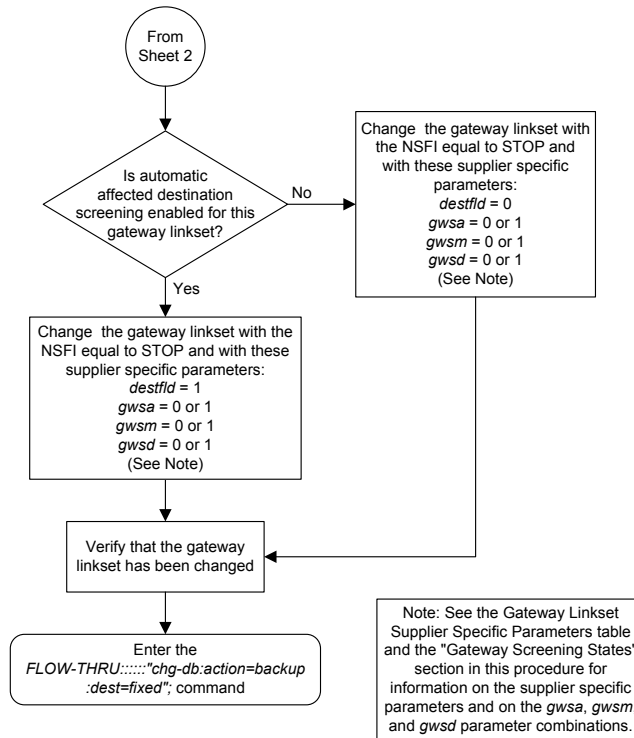 From
Sheet 2
Is automatic
affected destination
screening enabled for this
gateway linkset?
No
Yes
Change the gateway linkset with
the NSFI equal to STOP and
with these supplier specific
parameters:
destfld = 0
gwsa = 0 or 1
gwsm = 0 or 1
gwsd = 0 or 1
(See Note)
Change the gateway linkset with the
NSFI equal to STOP and with these
supplier specific parameters:
destfld = 1
gwsa = 0 or 1
gwsm = 0 or 1
gwsd = 0 or 1
(See Note)
Verify that the gateway
linkset has been changed
Enter the
FLOW-THRU::::::"chg-db:action=backup
:dest=fixed"; command
Note: See the Gateway Linkset
Supplier Specific Parameters table
and the "Gateway Screening States"
section in this procedure for
information on the supplier specific
parameters and on the gwsa, gwsm
and gwsd parameter combinations.